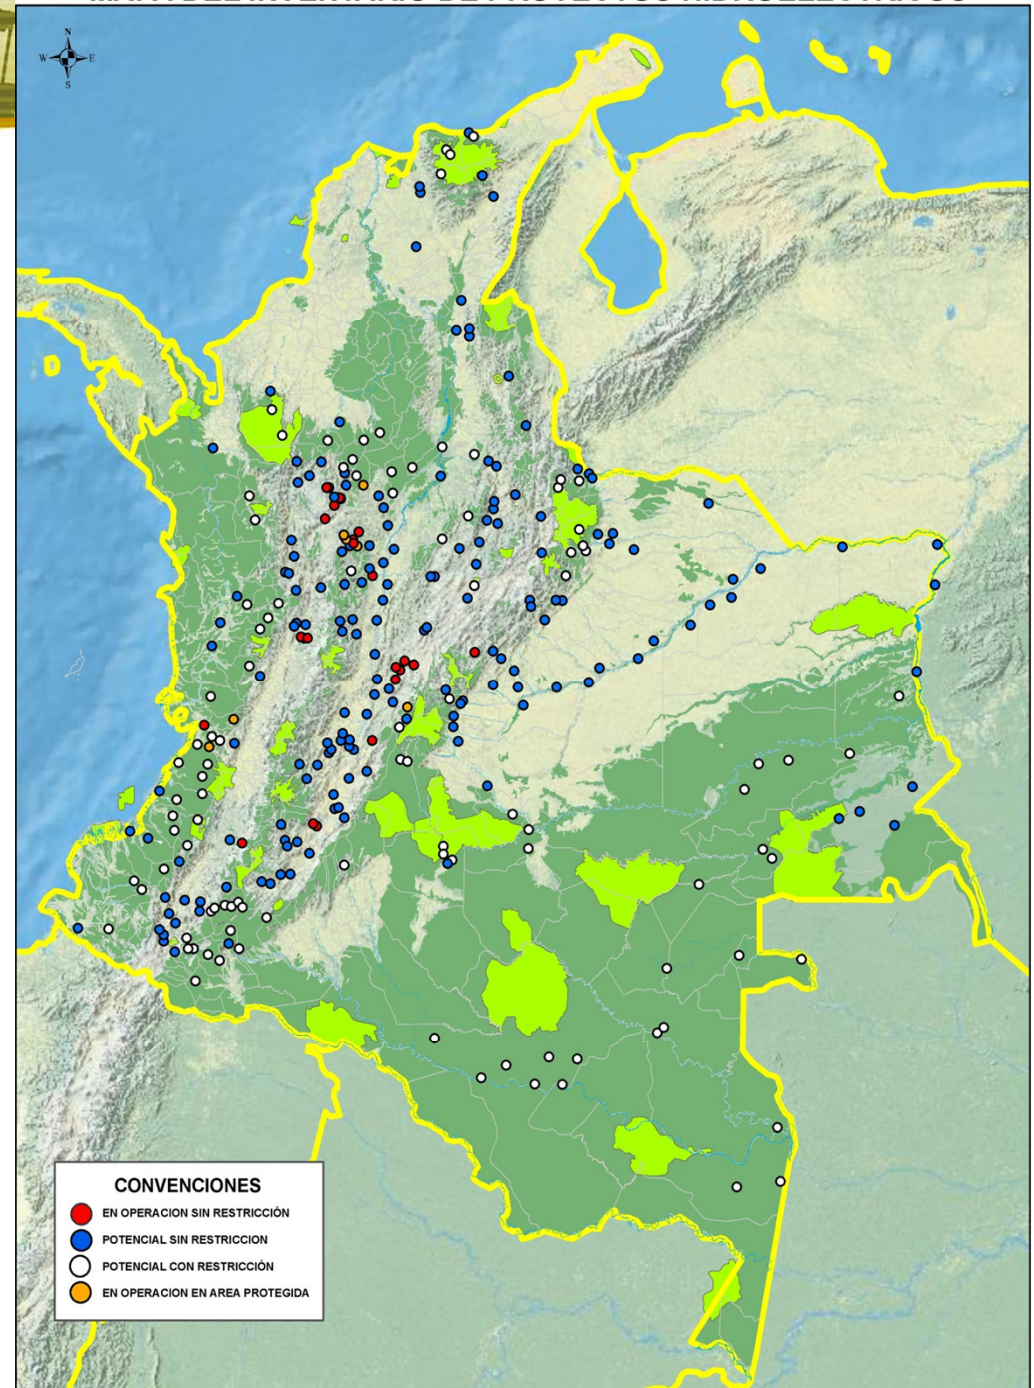 N
W E
S
CONVENCIONES
EN OPERACION SIN RESTRICCIÓN
POTENCIAL SIN RESTRICCION
POTENCIAL CON RESTRICCIÓN
EN OPERACION EN AREA PROTEGIDA